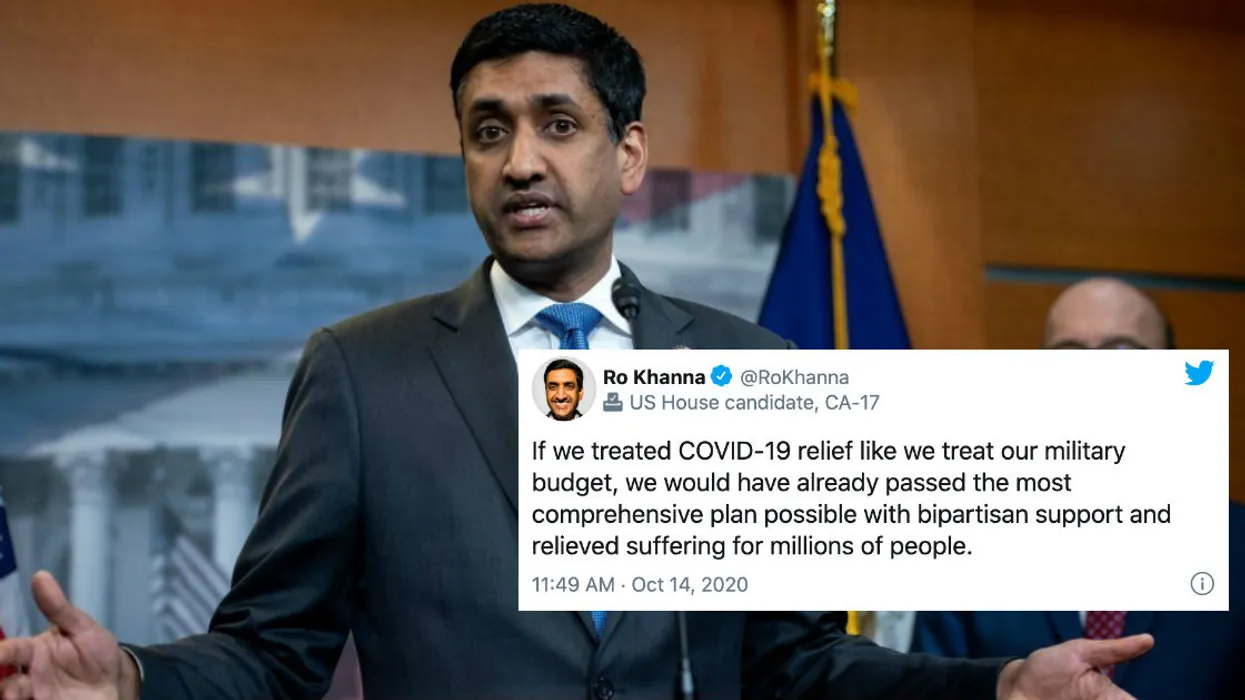 Ro Khanna @RoKhanna
US House candidate, CA-17
If we treated COVID-19 relief like we treat our military
budget, we would have already passed the most
comprehensive plan possible with bipartisan support and
relieved suffering for millions of people.
11:49 AM · Oct 14, 2020